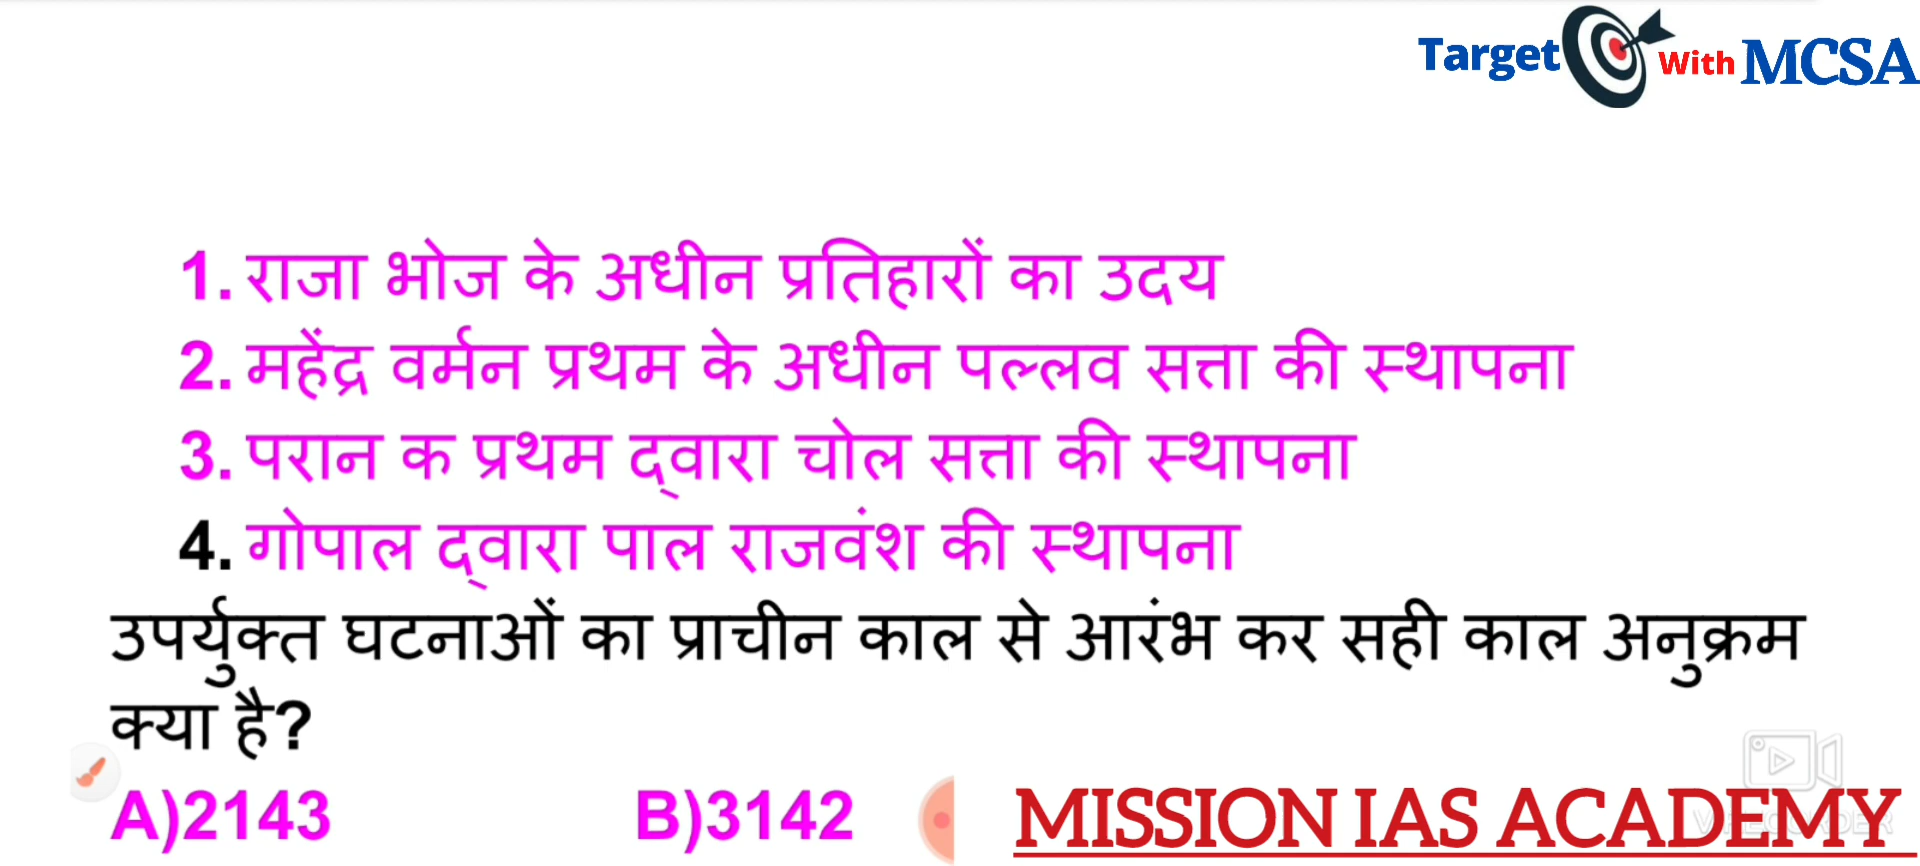 Target With MCSA
1. राजा भोज के अधीन प्रतिहारों का उदय
2. महेंद्र वर्मन प्रथम के अधीन पल्लव सत्ता की स्थापना
3. परान क प्रथम द्वारा चोल सत्ता की स्थापना
4. गोपाल द्वारा पाल राजवंश की स्थापना
उपर्युक्त घटनाओं का प्राचीन काल से आरंभ कर सही काल अनुक्रम
क्या है?
A)2143 B)3142 MISSION IAS ACADEMY